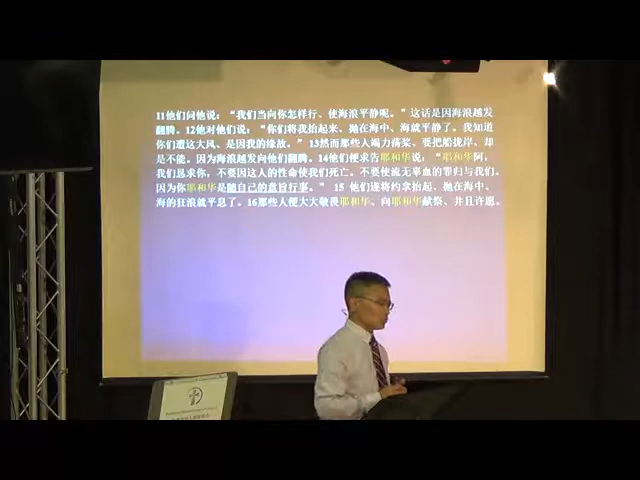 11他们问他说：“我们当向你怎样行、使海浪平静呢。”这话是因海浪越发
翻腾。12他对他们说：“你们将我抬起来、抛在海中、海就平静了。我知道
你们遭这大风、是因我的缘故。” 13然而那些人竭力荡桨、要把船拢岸、却
是不能。因为海浪越发向他们翻腾。14他们便求告耶和华说：“耶和华阿，
我们恳求你，不要因这人的性命使我们死亡。不要使流无辜血的罪归与我们。
因为你耶和华是随自己的意旨行事。” 15 他们遂将约拿抬起、抛在海中、
海的狂浪就平息了。16那些人便大大敬畏耶和华、向耶和华献祭、并且许愿。